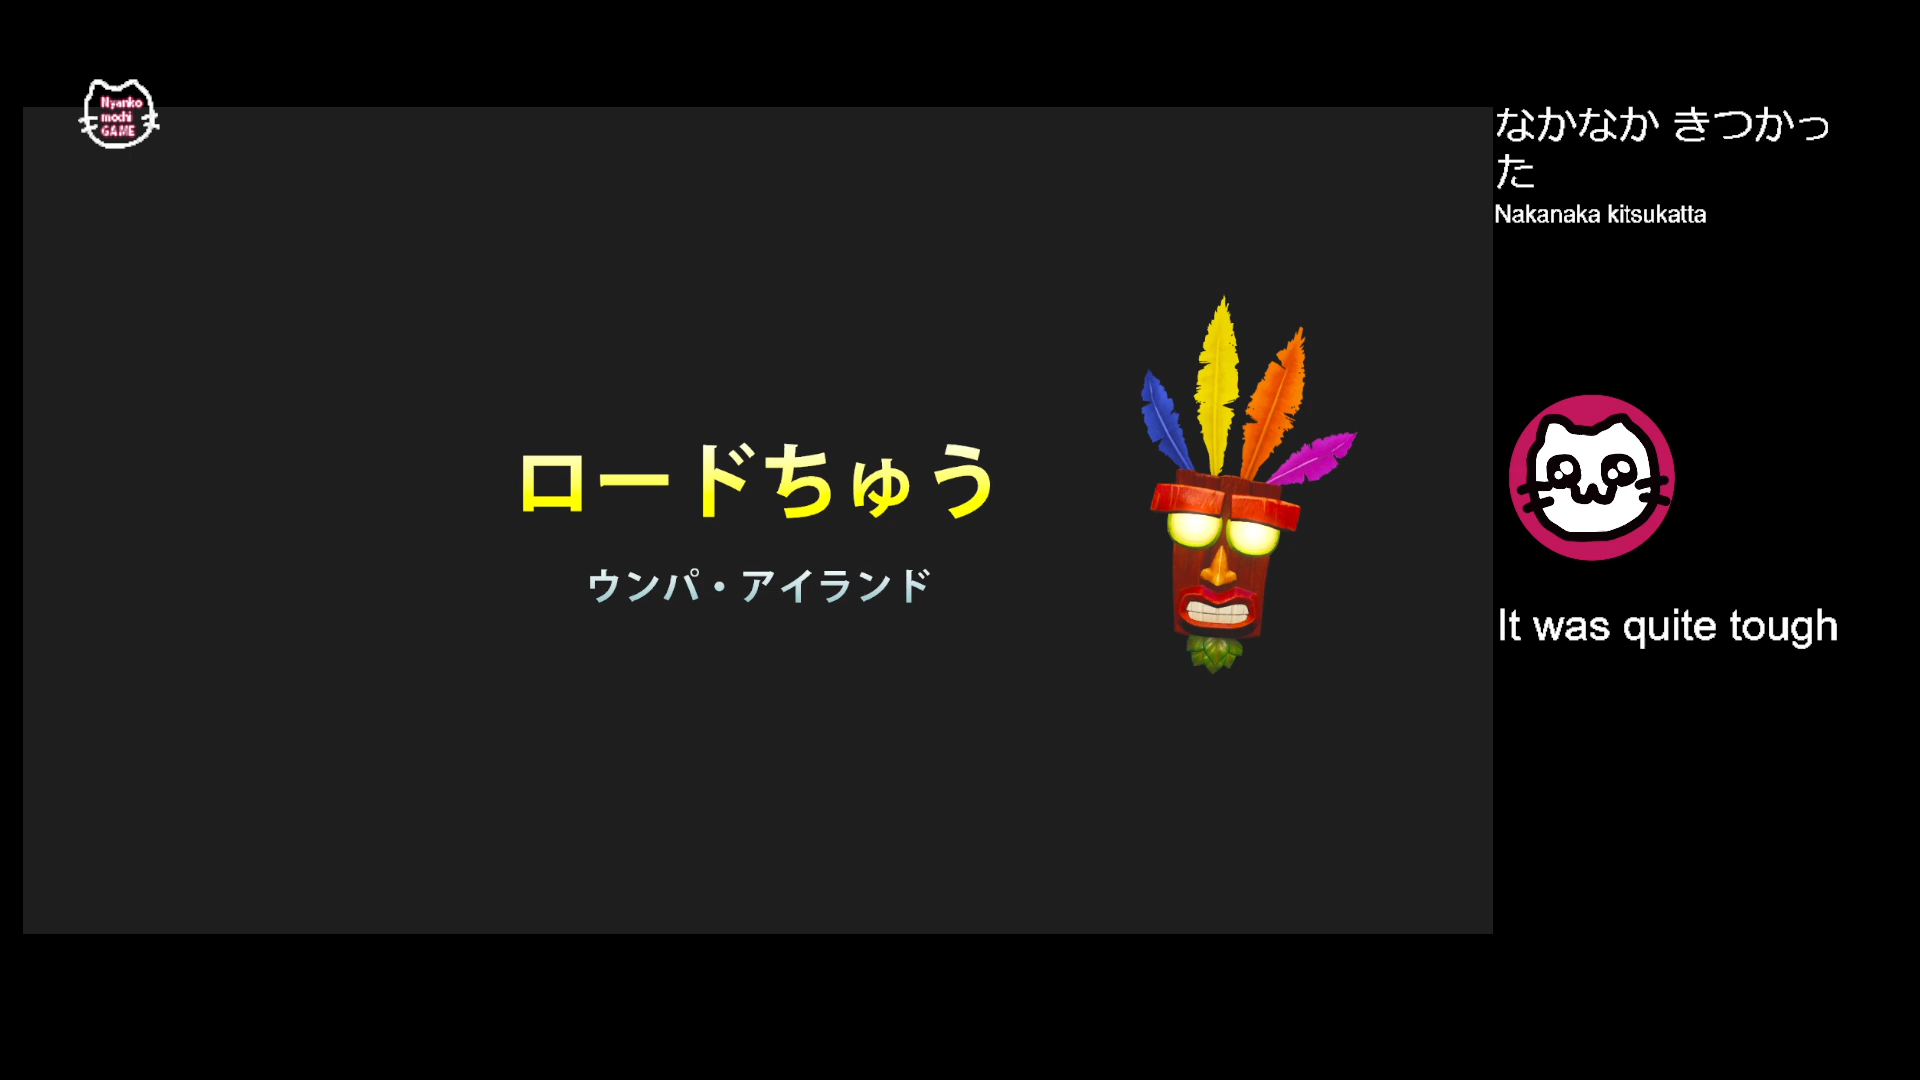 Nyanko
mochi
GAME
ロードちゅう
ウンパ・アイランド
なかなか きつかっ
た
Nakanaka kitsukatta
It was quite tough